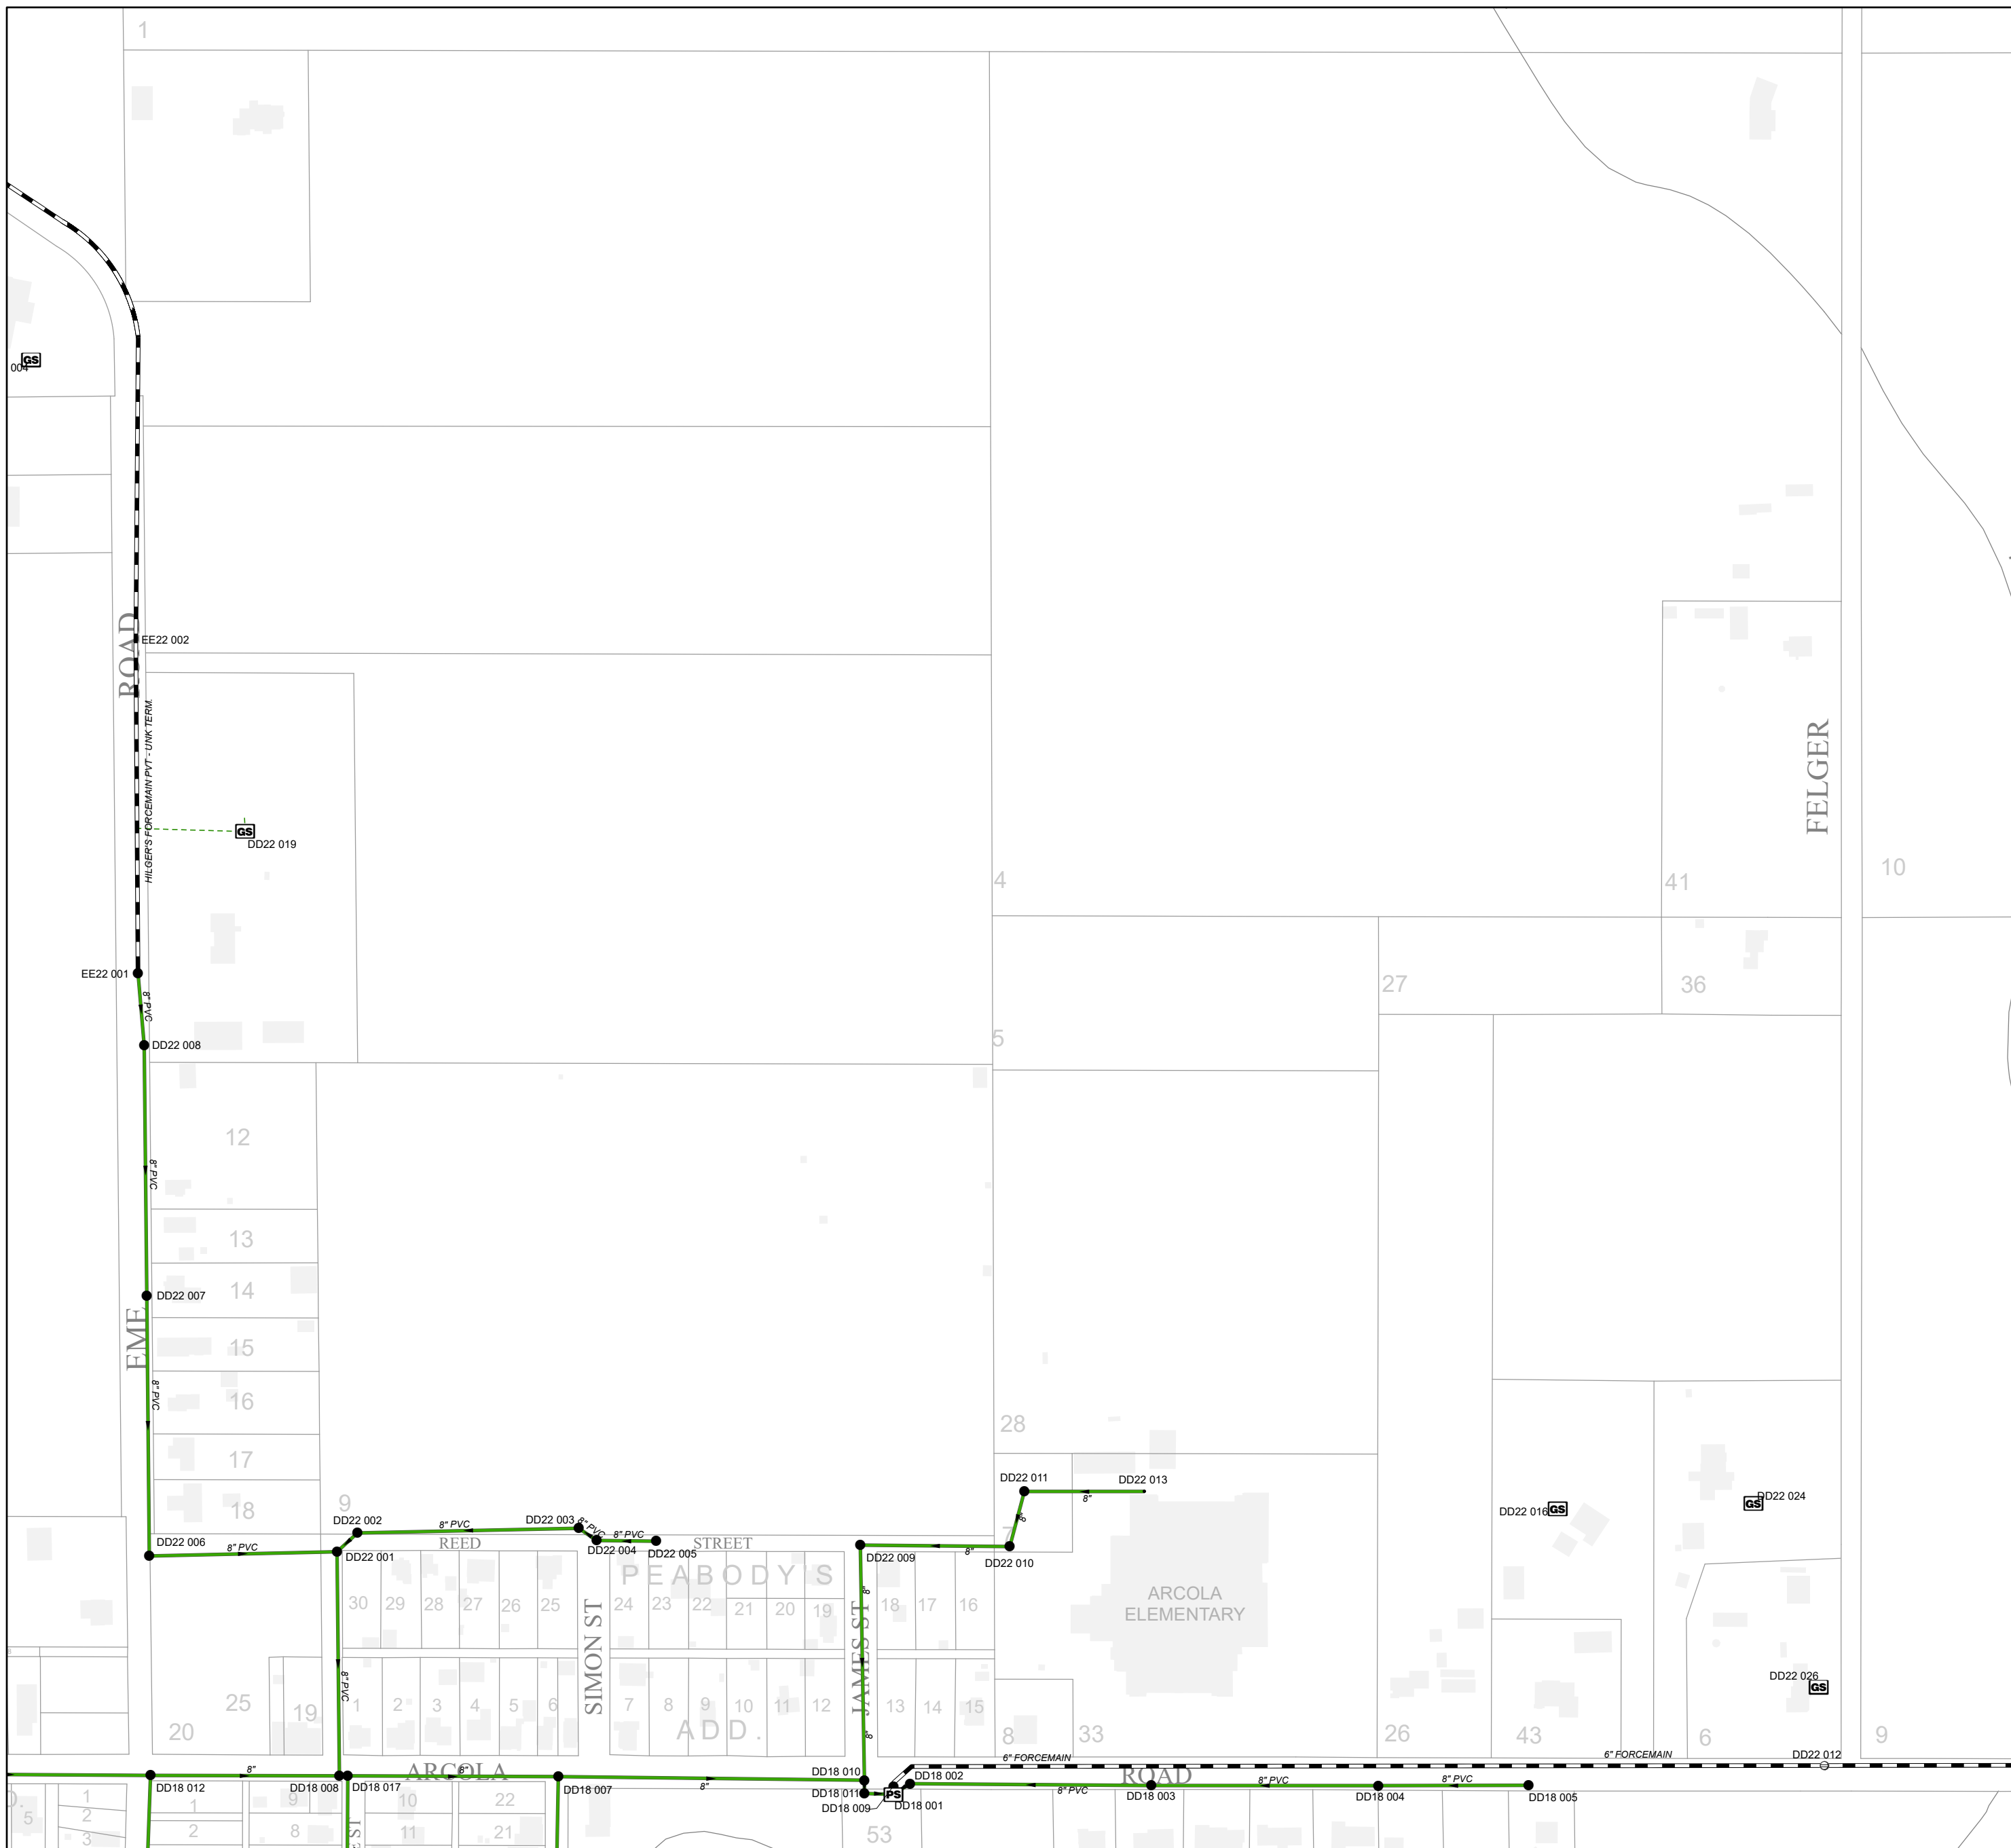 1
GS
004
ROAD
EE22 002
HILGER'S FORCEMAIN PVT - UNK TERM.
GS
DD22 019
FELGER
4
41
10
EE22 001
8" PVC
DD22 008
5
27
36
12
8" PVC
13
14
DD22 007
EME
15
8" PVC
16
17
18
28
9
DD22 011
DD22 013
8"
8"
7
DD22 010
DD22 016
GS
GS
DD22 024
DD22 002
8" PVC
DD22 003
8" PVC
DD22 004
8" PVC
DD22 005
REED
STREET
DD22 006
8" PVC
DD22 001
DD22 009
8"
PEABODY'S
ADD.
ARCOLA
ELEMENTARY
30
29
28
27
26
25
24
23
22
21
20
19
18
17
16
SIMON ST
JAMES ST
8"
8"
8" PVC
25
19
20
1
2
3
4
5
6
7
8
9
10
11
12
13
14
15
8
33
26
43
6
9
DD22 026
GS
DD22 012
6" FORCEMAIN
6" FORCEMAIN
ARCOLA
ROAD
DD18 012
8"
DD18 008
DD18 017
8"
DD18 007
8"
DD18 010
DD18 011
DD18 009
PS
DD18 001
DD18 002
8" PVC
DD18 003
8" PVC
DD18 004
8" PVC
DD18 005
D.
5
1
2
3
1
2
9
8
ST
10
11
22
21
53